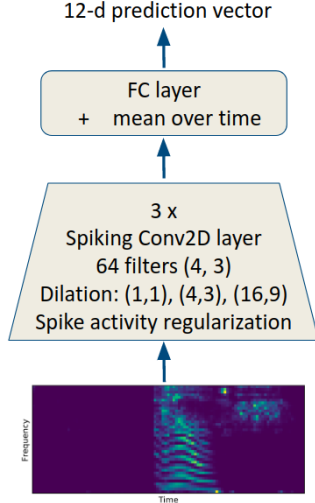 12-d prediction vector
FC layer
+ mean over time
3 x
Spiking Conv2D layer
64 filters (4, 3)
Dilation: (1,1), (4,3), (16,9)
Spike activity regularization
Frequency
Time